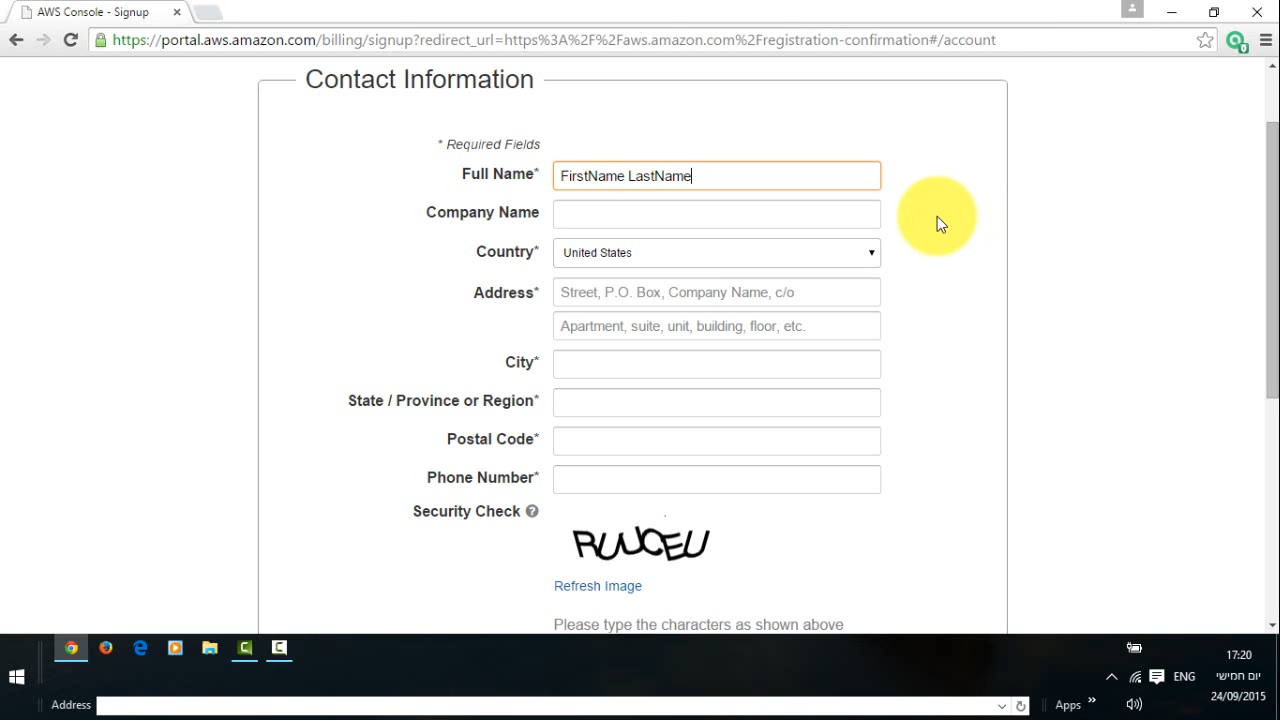 AWS Console - Signup
https://portal.aws.amazon.com/billing/signup?redirect_url=https%3A%2F%2Faws.amazon.com%2Fregistration-confirmation#/account
0
Contact Information
* Required Fields
Full Name* FirstName LastName
Company Name
Country* United States
Address* Street, P.O. Box, Company Name, c/o
Apartment, suite, unit, building, floor, etc.
City*
State / Province or Region*
Postal Code*
Phone Number*
Security Check ?
RUUCEU
Refresh Image
Please type the characters as shown above
17:20
ENG יום חמישי
24/09/2015
Address Apps »